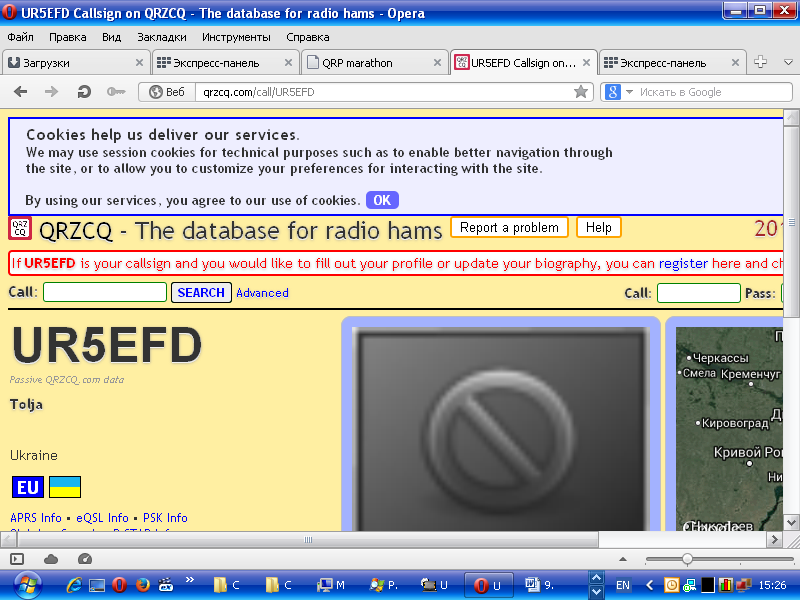 UR5EFD Callsign on QRZCQ - The database for radio hams - Opera
Файл Правка Вид Закладки Инструменты Справка
Загрузки Экспресс-панель QRP marathon UR5EFD Callsign on... Экспресс-панель
Веб qrzcq.com/call/UR5EFD Искать в Google
Cookies help us deliver our services.
We may use session cookies for technical purposes such as to enable better navigation through
the site, or to allow you to customize your preferences for interacting with the site.
By using our services, you agree to our use of cookies. OK
QRZ CQ QRZCQ - The database for radio hams Report a problem Help 201
If UR5EFD is your callsign and you would like to fill out your profile or update your biography, you can register here and ch
Call: SEARCH Advanced Call: Pass:
UR5EFD
Passive QRZCQ.com data
Tolja
Ukraine
EU
APRS Info • eQSL Info • PSK Info
Черкассы
Смела Кременчуг
Кировоград
Кривой Ро
Ни
Николаев
Google
С С М Р. U U 9. EN 15:26